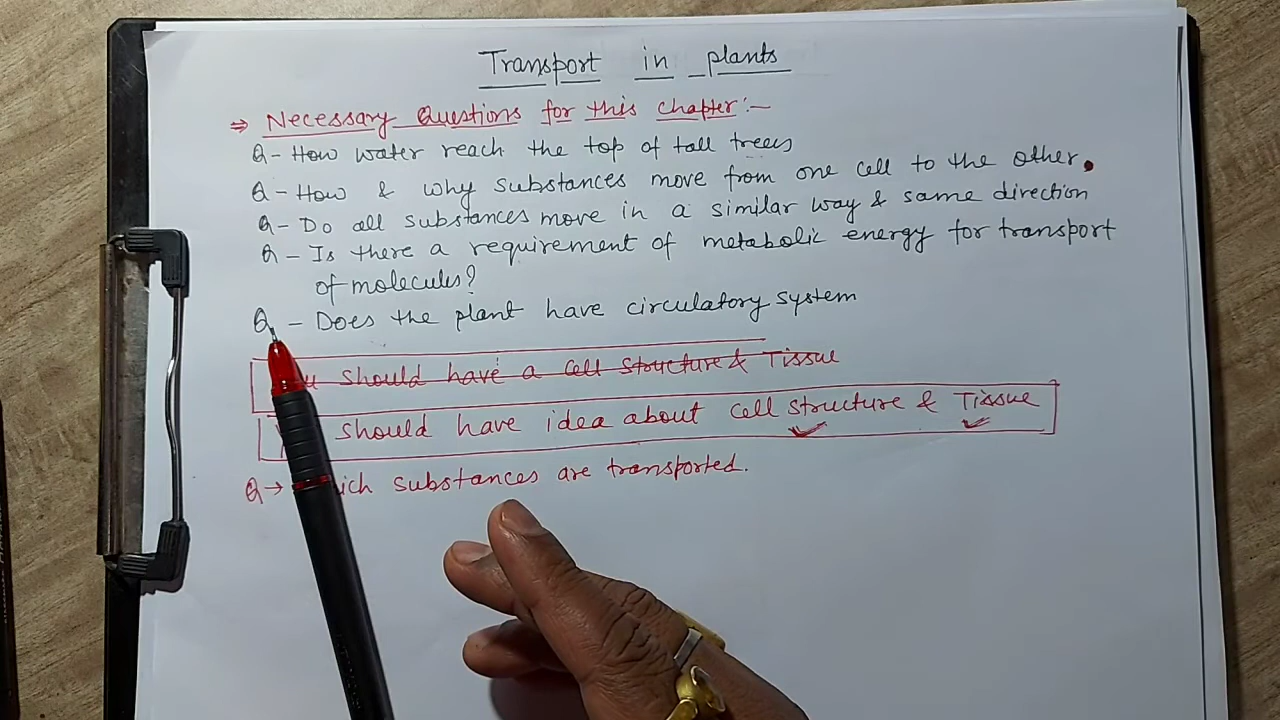 Transport in plants
⇒ Necessary Questions for this chapter:-
Q- How water reach the top of tall trees
Q- How & why substances move from one cell to the other.
Q- Do all substances move in a similar way & same direction
Q- Is there a requirement of metabolic energy for transport
of molecules?
Q- Does the plant have circulatory system
should have a cell structure & Tissue
should have idea about cell structure & Tissue
Q→ substances are transported.